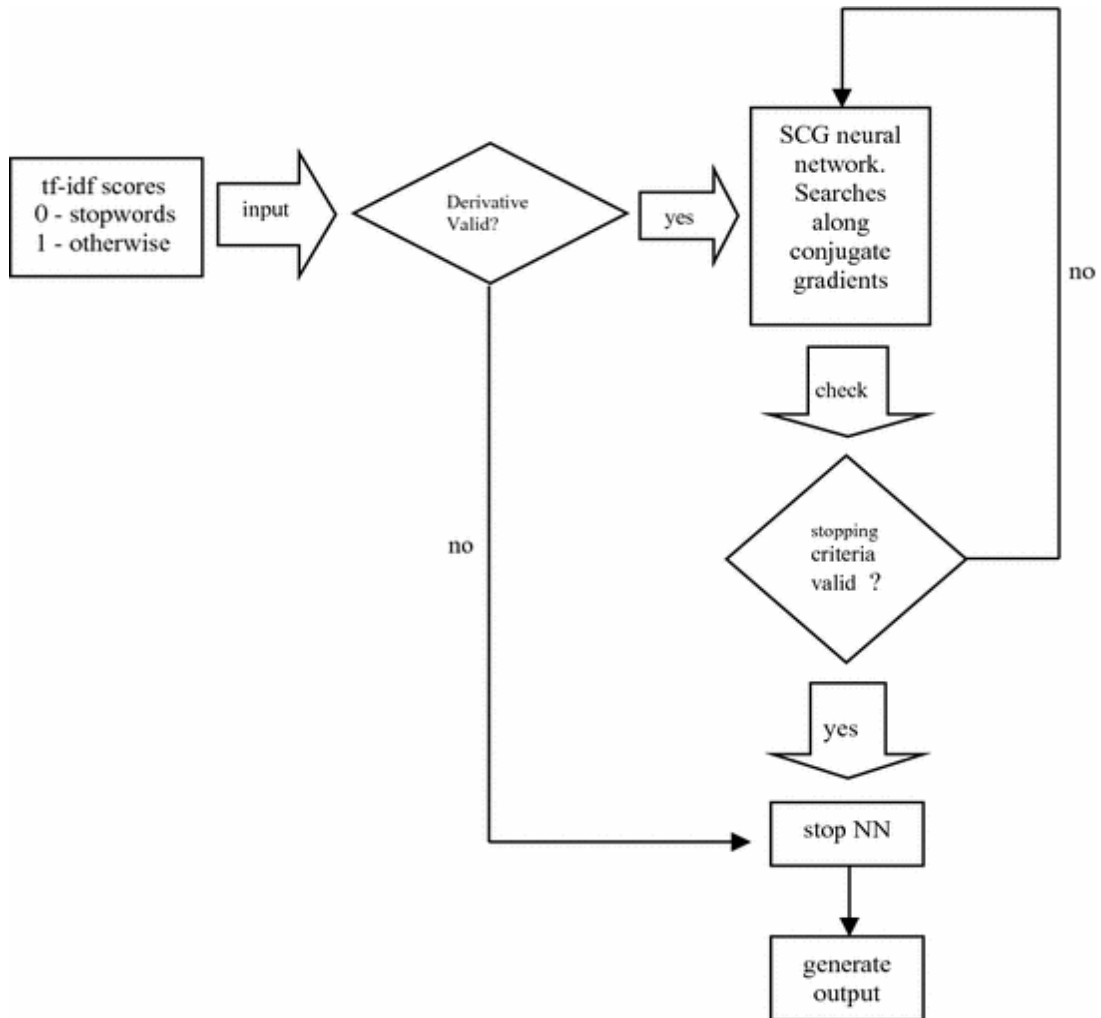 tf-idf scores
0 - stopwords
1 - otherwise
input
Derivative
Valid?
yes
SCG neural
network.
Searches
along
conjugate
gradients
no
check
stopping
criteria
valid ?
no
yes
stop NN
generate
output